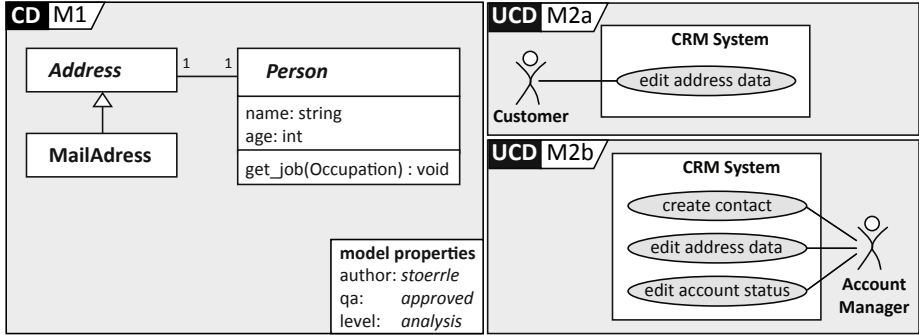 CD M1
Address
1
1
Person
name: string
age: int
get_job(Occupation) : void
MailAdress
model properties
author: stoerrle
qa: approved
level: analysis
UCD M2a
CRM System
edit address data
Customer
UCD M2b
CRM System
create contact
edit address data
edit account status
Account
Manager